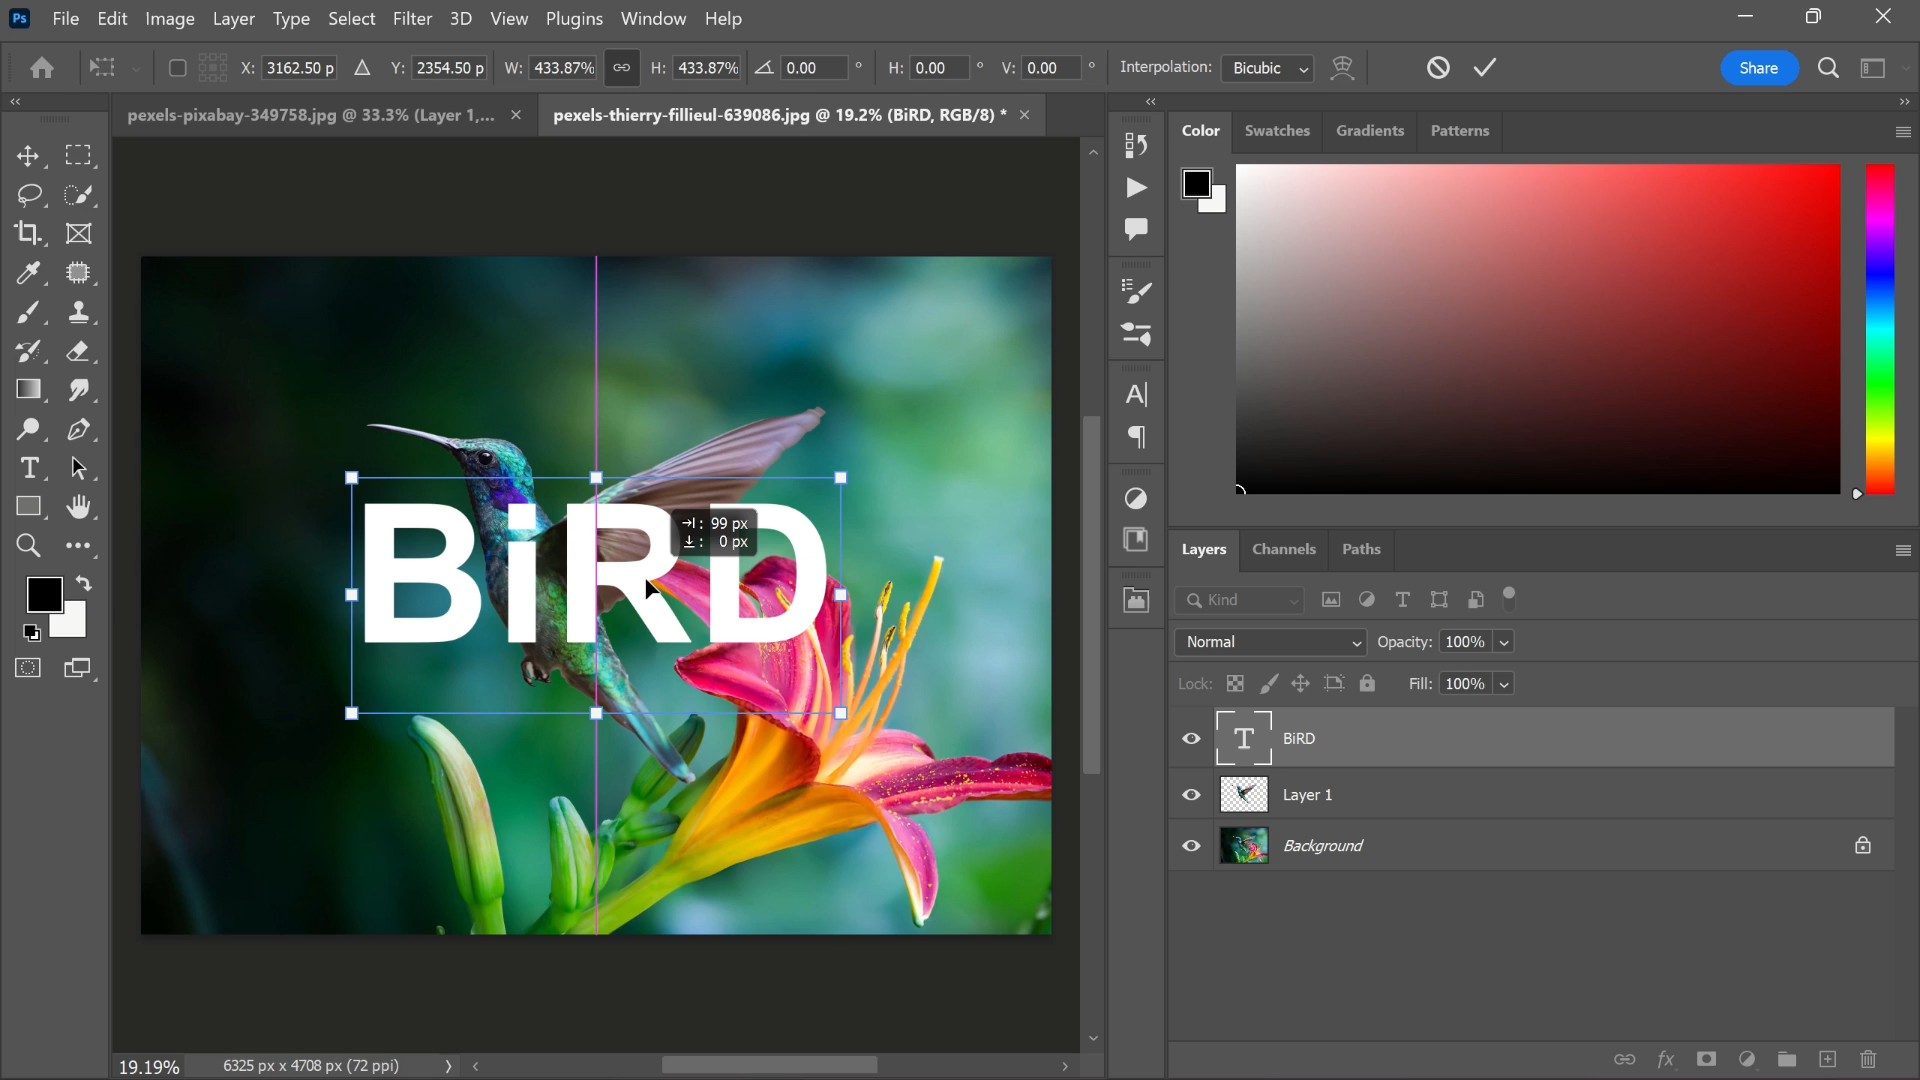 Ps File Edit Image Layer Type Select Filter 3D View Plugins Window Help
X: 3162.50 p Y: 2354.50 p W: 433.87% H: 433.87% 0.00 ° H: 0.00 ° V: 0.00 ° Interpolation: Bicubic Share
pexels-pixabay-349758.jpg @ 33.3% (Layer 1,... × pexels-thierry-fillieul-639086.jpg @ 19.2% (BiRD, RGB/8) * ×
Color Swatches Gradients Patterns
BiRD
: 99 px
: 0 px
Layers Channels Paths
Kind
Normal Opacity: 100%
Lock: Fill: 100%
BiRD
Layer 1
Background
19.19% 6325 px x 4708 px (72 ppi)
fx